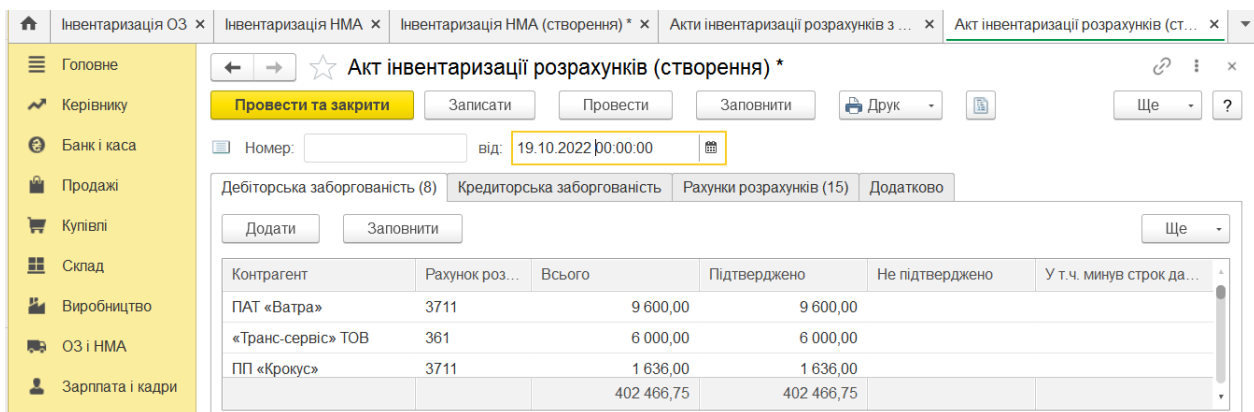 Інвентаризація ОЗ × Інвентаризація НМА × Інвентаризація НМА (створення) * × Акти інвентаризації розрахунків з ... × Акт інвентаризації розрахунків (ст... ×
Головне
Акт інвентаризації розрахунків (створення) *
Керівнику
Провести та закрити Записати Провести Заповнити Друк Ще ?
Банк і каса
Номер: від: 19.10.2022 00:00:00
Продажі
Дебіторська заборгованість (8) Кредиторська заборгованість Рахунки розрахунків (15) Додатково
Купівлі
Додати Заповнити Ще
Склад
Контрагент Рахунок роз... Всього Підтверджено Не підтверджено У т.ч. минув строк да...
Виробництво
ПАТ «Ватра» 3711 9 600,00 9 600,00
ОЗ і НМА
«Транс-сервіс» ТОВ 361 6 000,00 6 000,00
ПП «Крокус» 3711 1 636,00 1 636,00
Зарплата і кадри
402 466,75 402 466,75